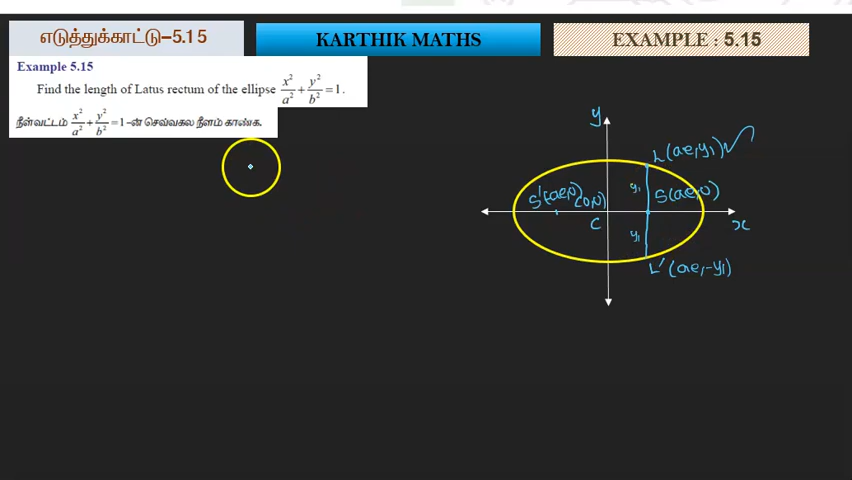 எடுத்துக்காட்டு-5.15
KARTHIK MATHS
EXAMPLE : 5.15
Example 5.15
Find the length of Latus rectum of the ellipse x²/a² + y²/b² = 1.
நீள்வட்டம் x²/a² + y²/b² = 1-ன் செவ்வகல நீளம் காண்க.
y
L(ae, y₁)
y₁
S'(-ae, 0)
(0,0)
S(ae, 0)
C
y₁
x
L'(ae, -y₁)